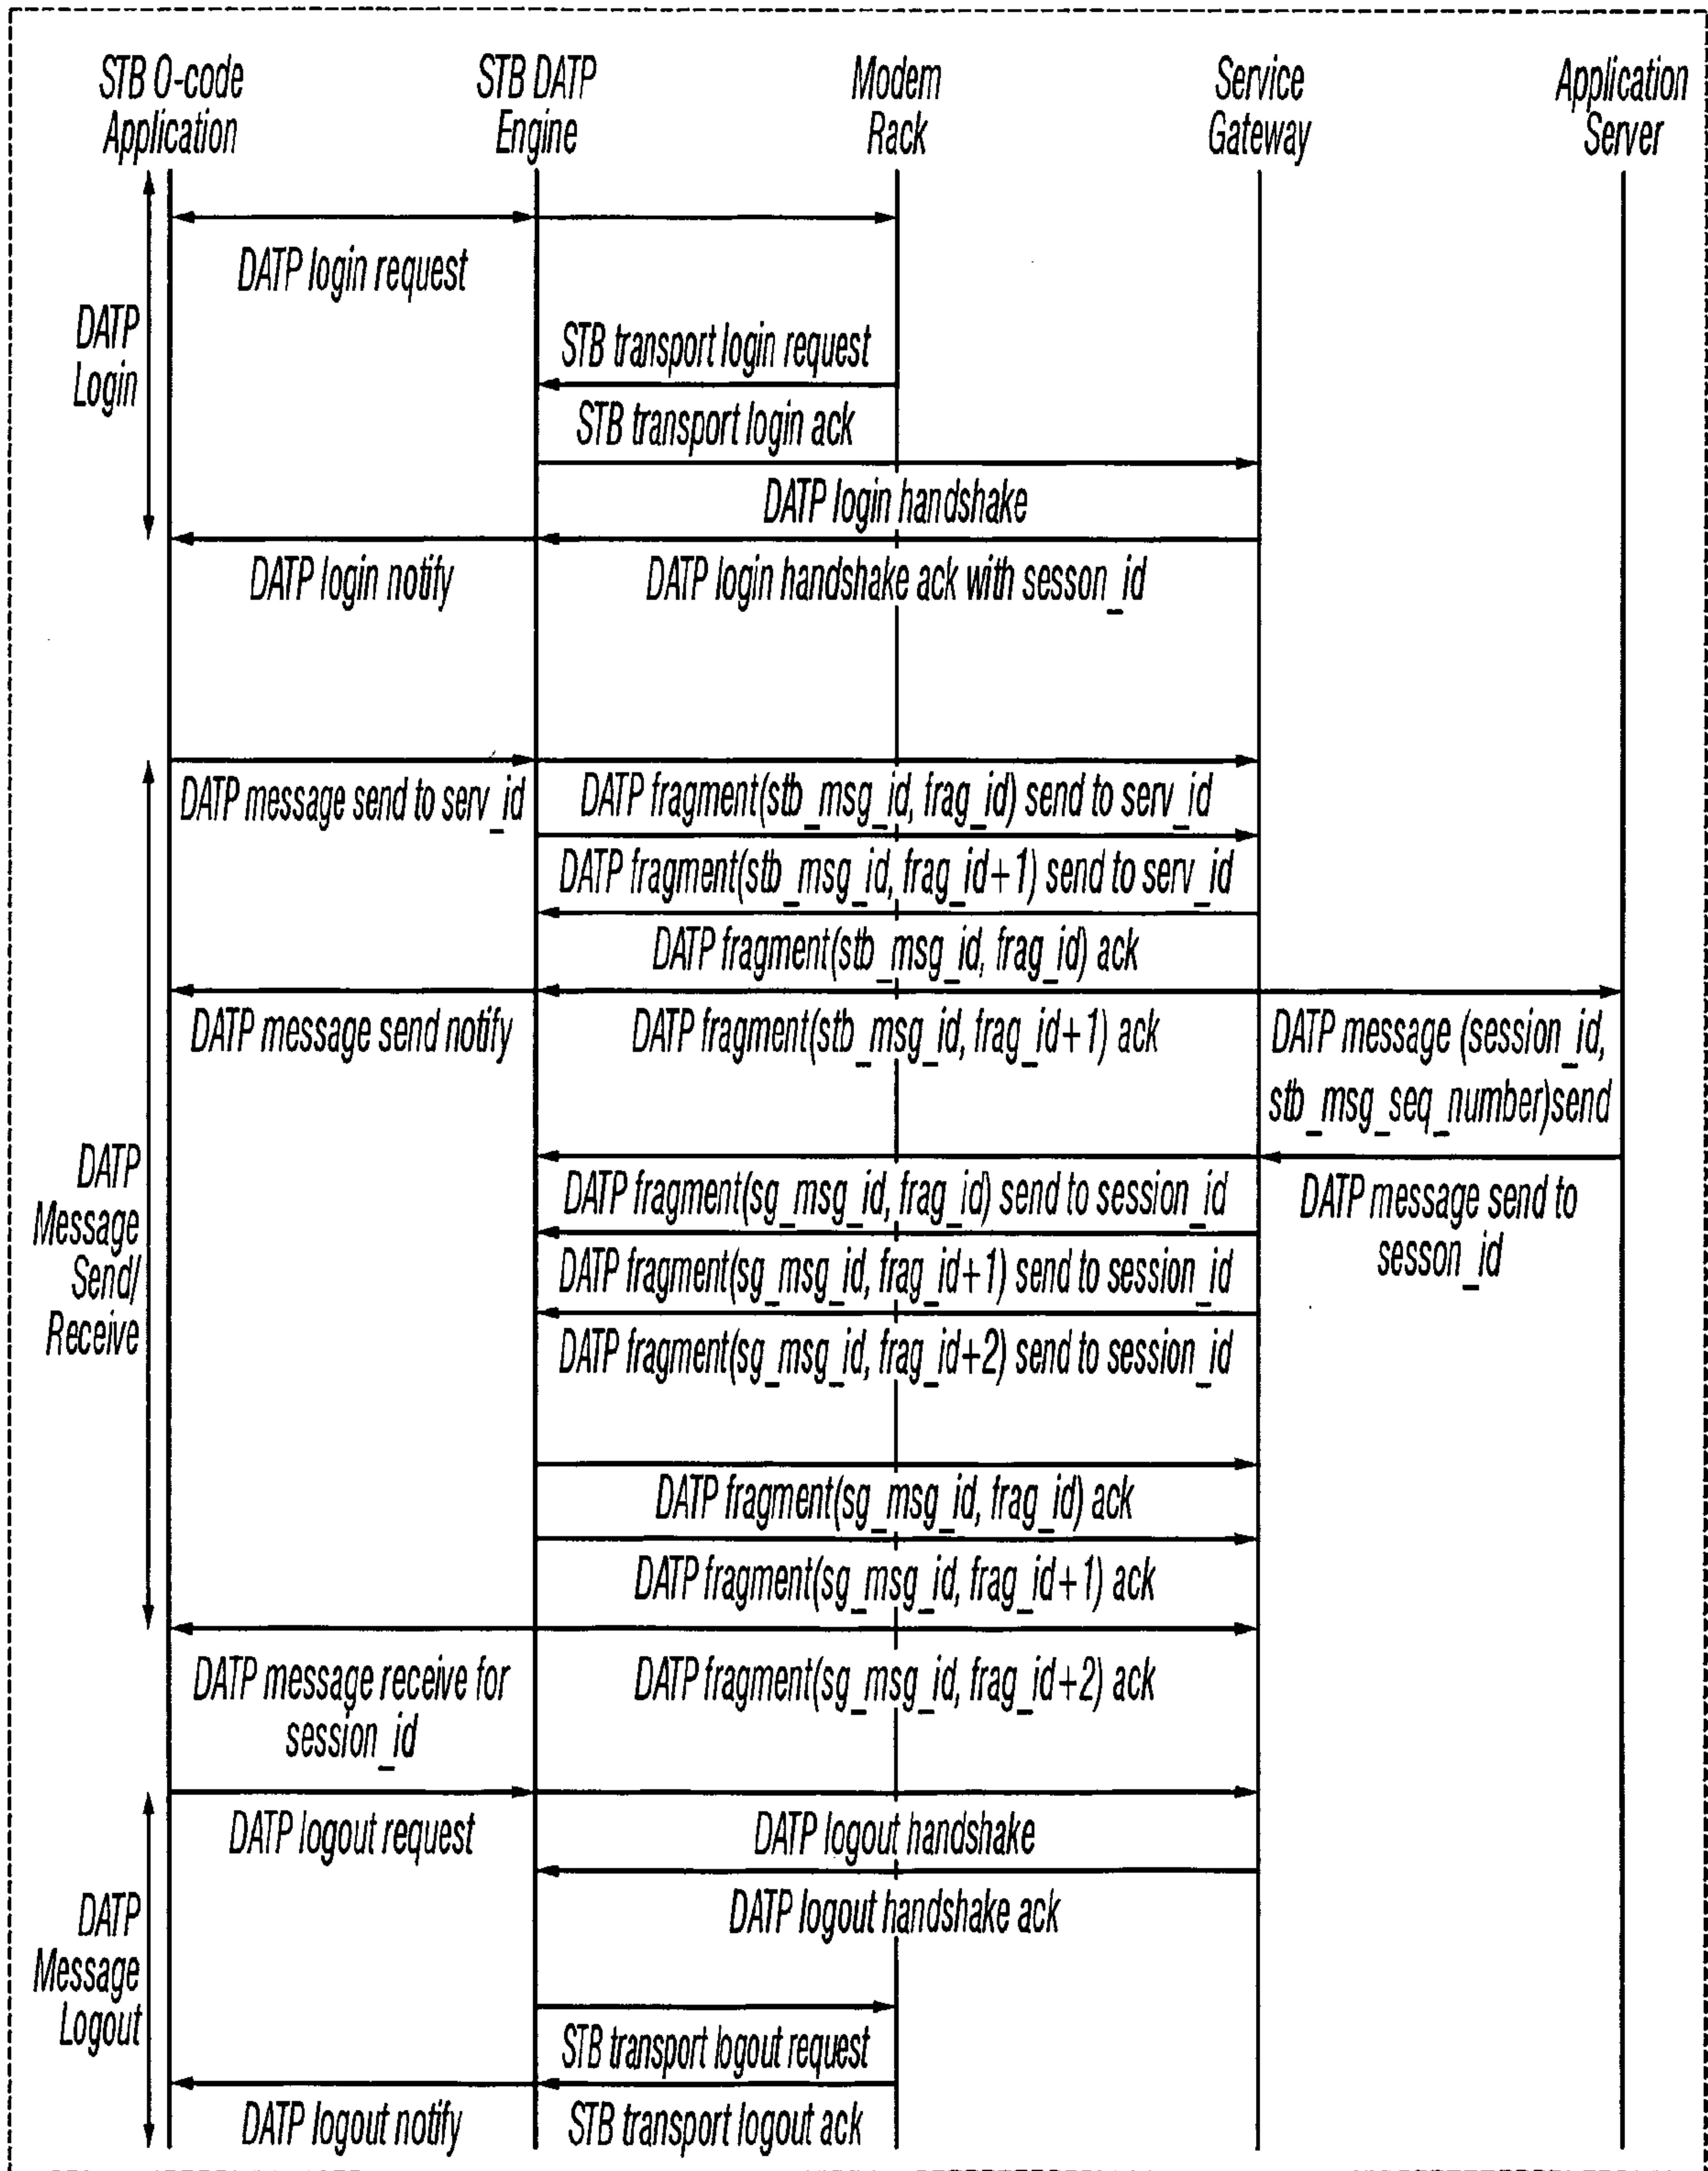 STB O-code
Application
STB DATP
Engine
Modem
Rack
Service
Gateway
Application
Server
DATP login request
DATP
Login
STB transport login request
STB transport login ack
DATP login handshake
DATP login notify
DATP login handshake ack with sesson_id
DATP message send to serv_id
DATP fragment(stb_msg_id, frag_id) send to serv_id
DATP fragment(stb_msg_id, frag_id+1) send to serv_id
DATP fragment(stb_msg_id, frag_id) ack
DATP message send notify
DATP fragment(stb_msg_id, frag_id+1) ack
DATP message (session_id,
stb_msg_seq_number)send
DATP
Message
Send/
Receive
DATP fragment(sg_msg_id, frag_id) send to session_id
DATP message send to
sesson_id
DATP fragment(sg_msg_id, frag_id+1) send to session_id
DATP fragment(sg_msg_id, frag_id+2) send to session_id
DATP fragment(sg_msg_id, frag_id) ack
DATP fragment(sg_msg_id, frag_id+1) ack
DATP message receive for
session_id
DATP fragment(sg_msg_id, frag_id+2) ack
DATP logout request
DATP logout handshake
DATP logout handshake ack
DATP
Message
Logout
STB transport logout request
DATP logout notify
STB transport logout ack